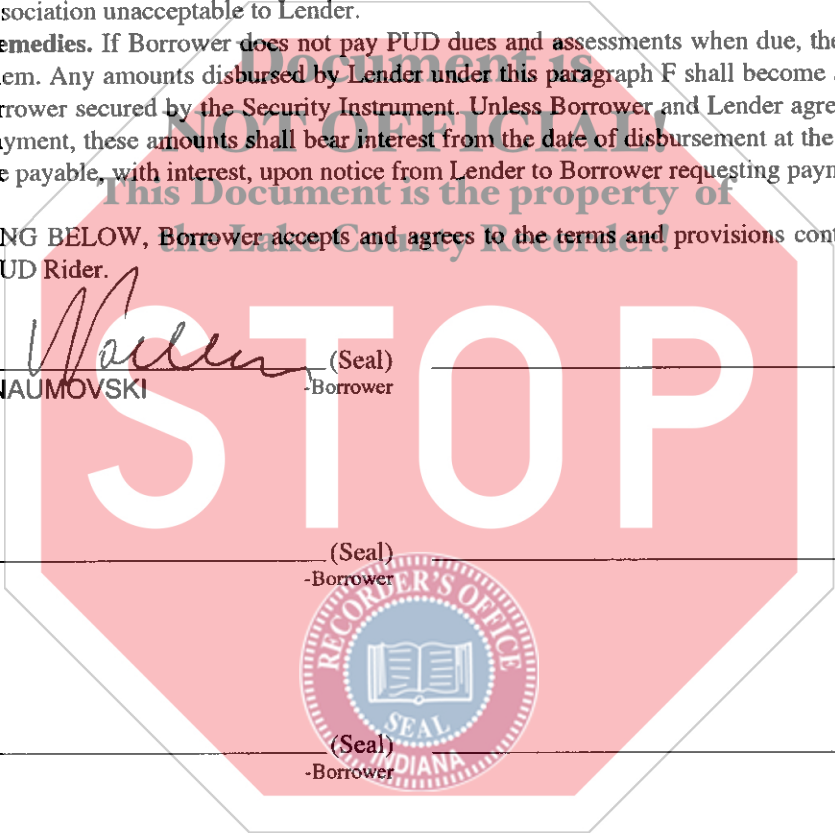 sociation unacceptable to Lender.
emedies. If Borrower does not pay PUD dues and assessments when due, the
em. Any amounts disbursed by Lender under this paragraph F shall become
rrower secured by the Security Instrument. Unless Borrower and Lender agre
yment, these amounts shall bear interest from the date of disbursement at the
e payable, with interest, upon notice from Lender to Borrower requesting paym
NG BELOW, Borrower accepts and agrees to the terms and provisions cont
UD Rider.
Document is
NOT OFFICIAL!
This Document is the property of
the Lake County Recorder!
STOP
(Seal)
NAUMOVSKI -Borrower
(Seal)
-Borrower
RECORDER'S OFFICE
SEAL
INDIANA
(Seal)
-Borrower